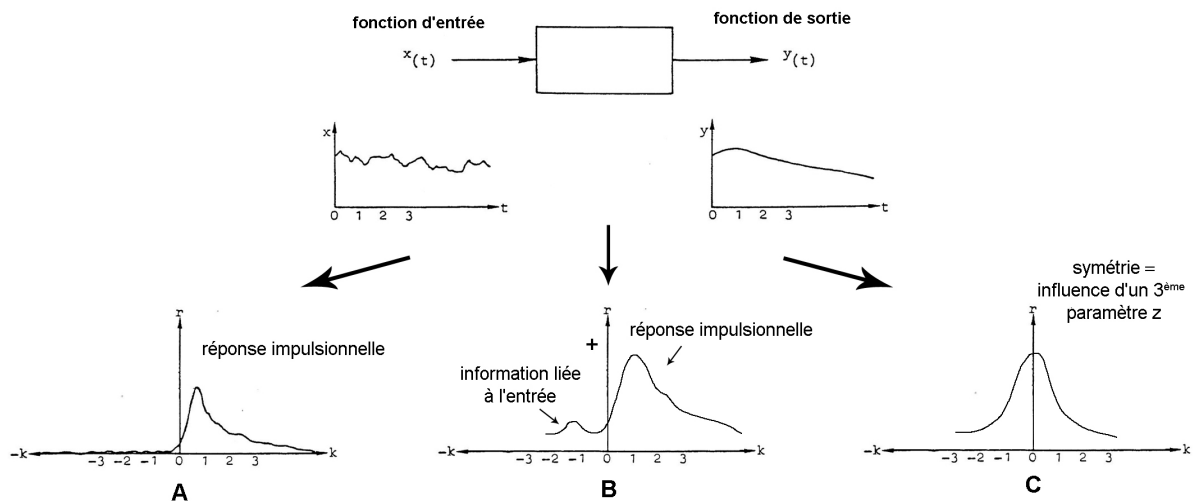 fonction d'entrée
fonction de sortie
x(t)
y(t)
x
y
0 1 2 3
t
0 1 2 3
t
symétrie =
influence d'un 3ème
paramètre z
r
réponse impulsionnelle
-k
-3 -2 -1 0 1 2 3
k
A
r
+
réponse impulsionnelle
information liée
à l'entrée
-k
-3 -2 -1 0 1 2 3
k
B
r
-k
-3 -2 -1 0 1 2 3
k
C